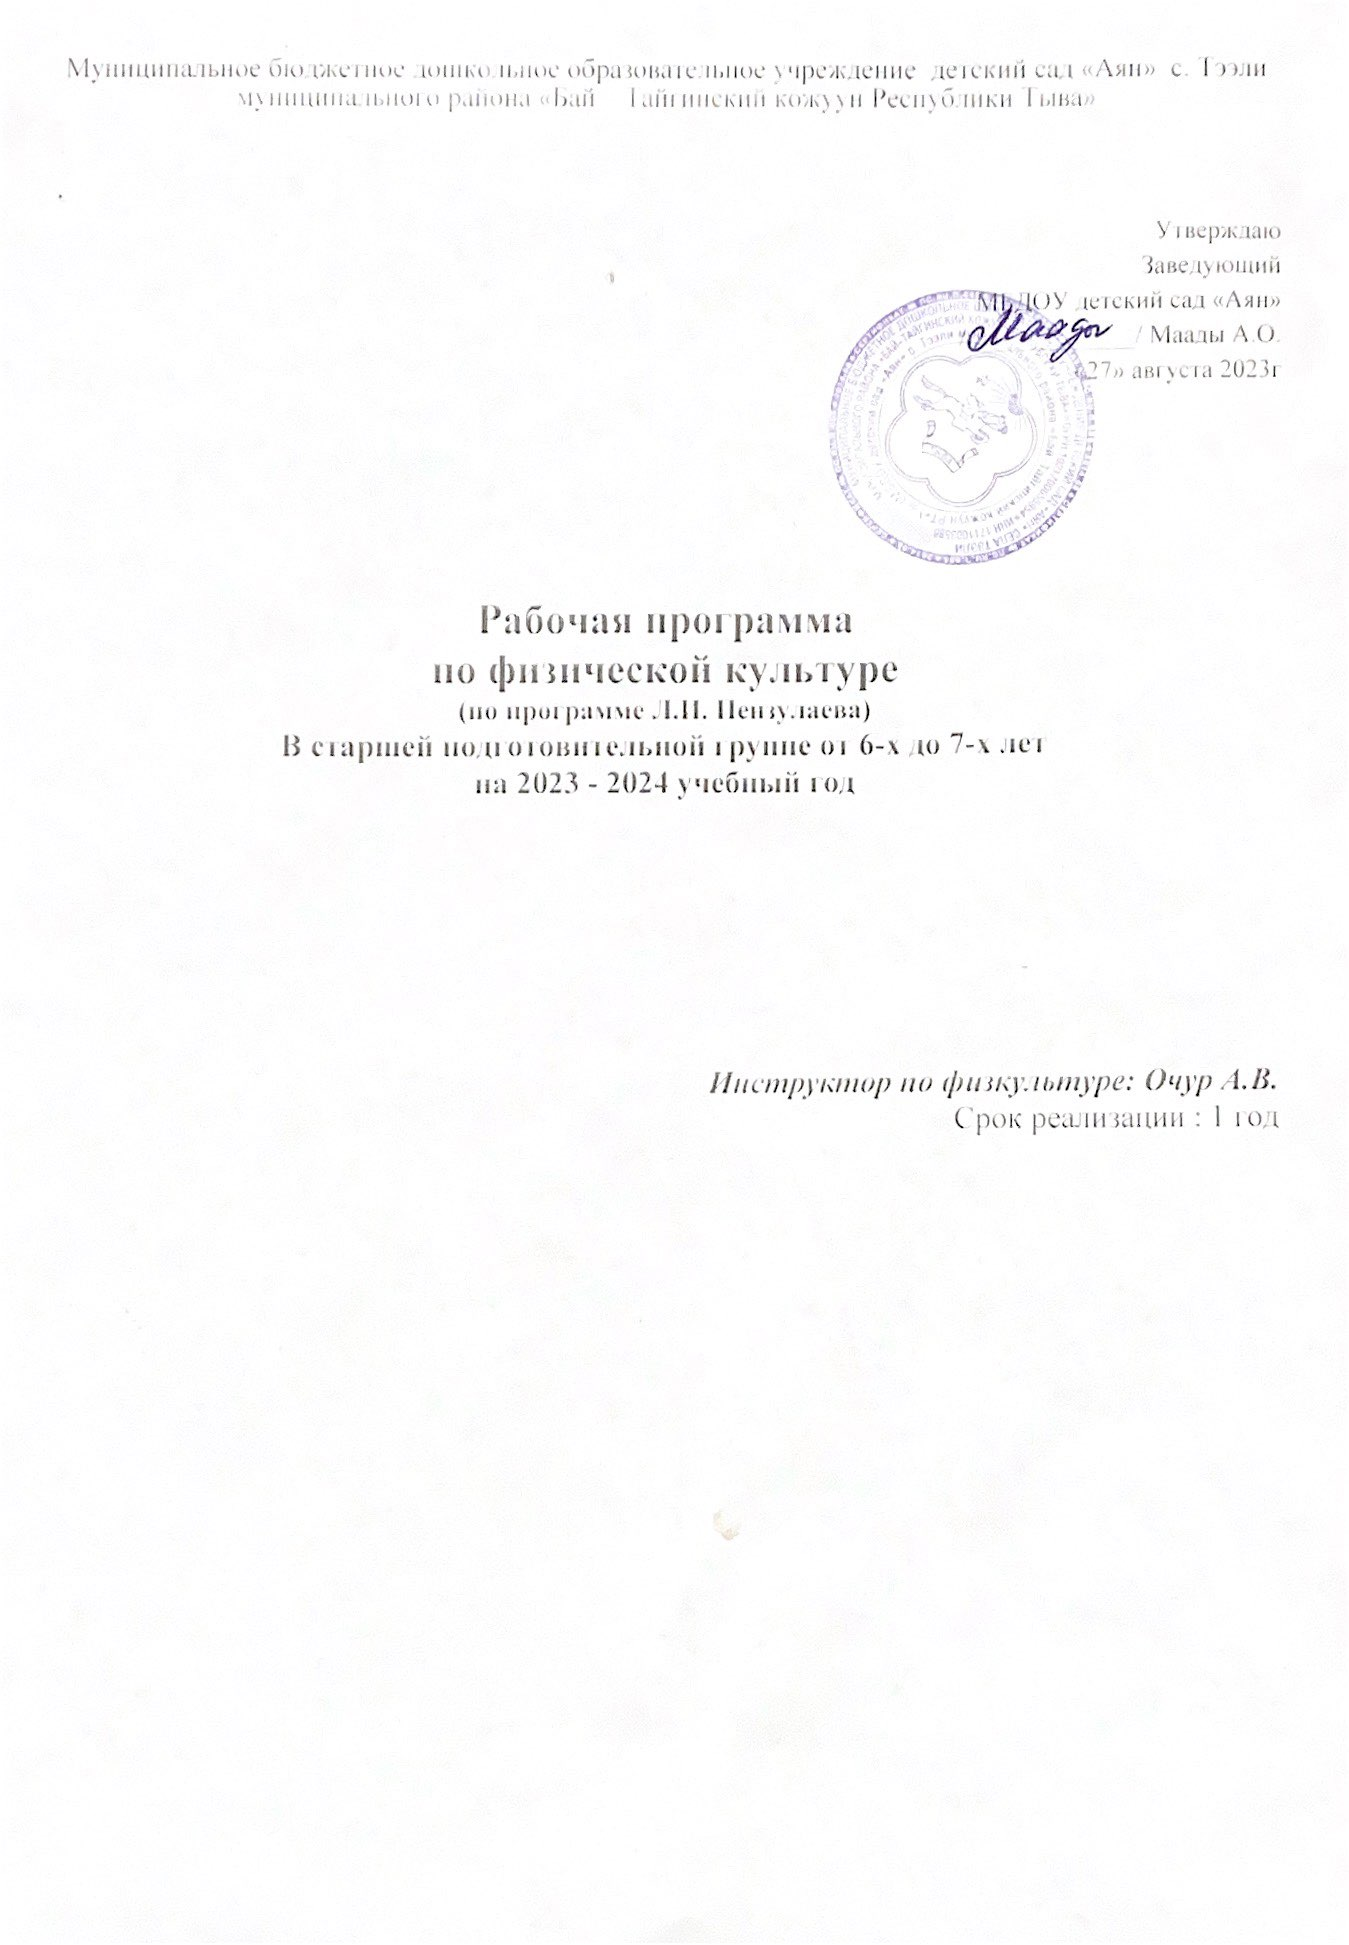 Муниципальное бюджетное дошкольное образовательное учреждение детский сад «Аян» с. Тээли
муниципального района «Бай Тайгинский кожуун Республики Тыва»
Утверждаю
Заведующий
МБДОУ детский сад «Аян»
Маады / Маады А.О.
«27» августа 2023г
Рабочая программа
по физической культуре
(по программе Л.И. Пензулаева)
В старшей подготовительной группе от 6-х до 7-х лет
на 2023 - 2024 учебный год
Инструктор по физкультуре: Очур А.В.
Срок реализации : 1 год